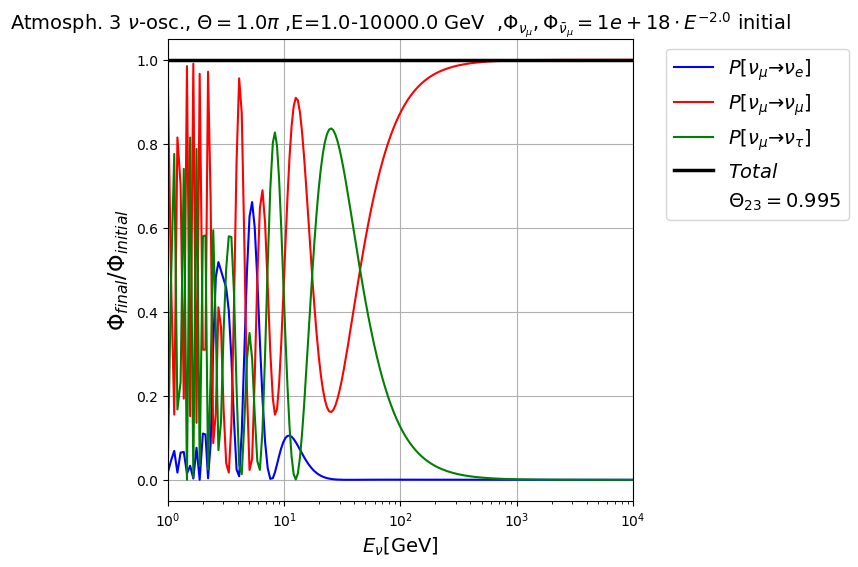 Atmosph. 3 ν-osc., Θ = 1.0π ,E=1.0-10000.0 GeV ,Φ_{ν_μ}, Φ_{ν̄_μ} = 1e + 18 · E^{−2.0} initial
P[ν_μ→ν_e]
P[ν_μ→ν_μ]
P[ν_μ→ν_τ]
Total
Θ_{23} = 0.995
Φ_{final}/Φ_{initial}
1.0
0.8
0.6
0.4
0.2
0.0
10^0 10^1 10^2 10^3 10^4
E_ν[GeV]